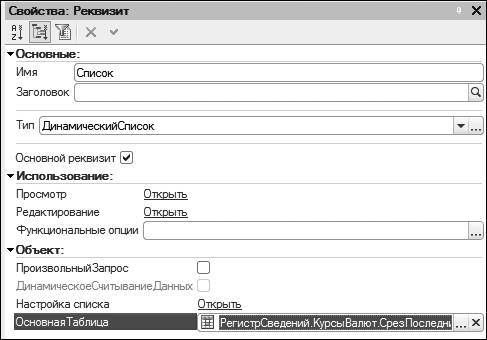 Свойства: Реквизит
Основные:
Имя Список
Заголовок
Тип ДинамическийСписок
Основной реквизит
Использование:
Просмотр Открыть
Редактирование Открыть
Функциональные опции
Объект:
ПроизвольныйЗапрос
ДинамическоеСчитываниеДанных
Настройка списка Открыть
ОсновнаяТаблица РегистрСведений.КурсыВалют.СрезПоследни